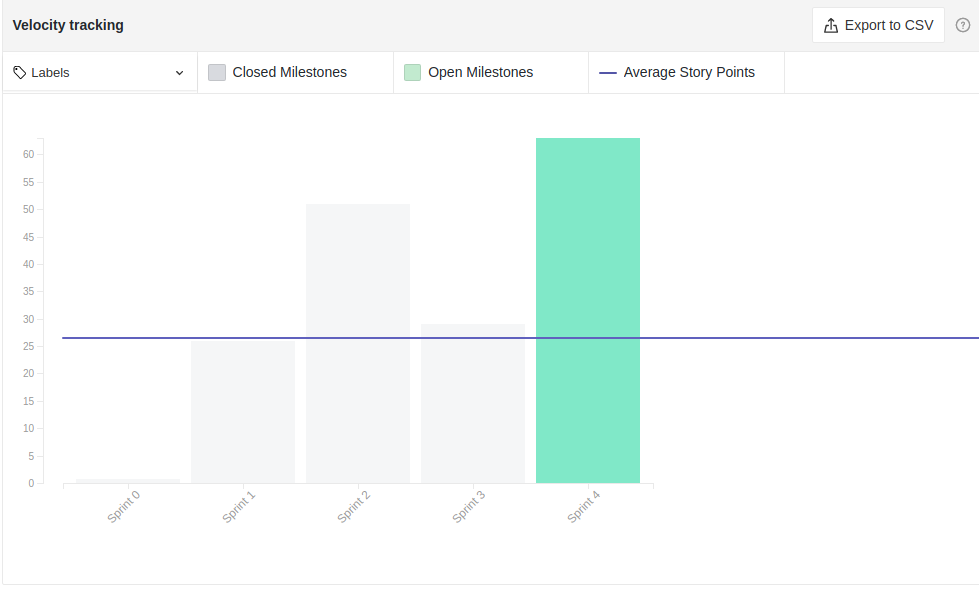 Velocity tracking
Export to CSV
?
Labels
Closed Milestones
Open Milestones
Average Story Points
60
55
50
45
40
35
30
25
20
15
10
5
0
Sprint 0
Sprint 1
Sprint 2
Sprint 3
Sprint 4